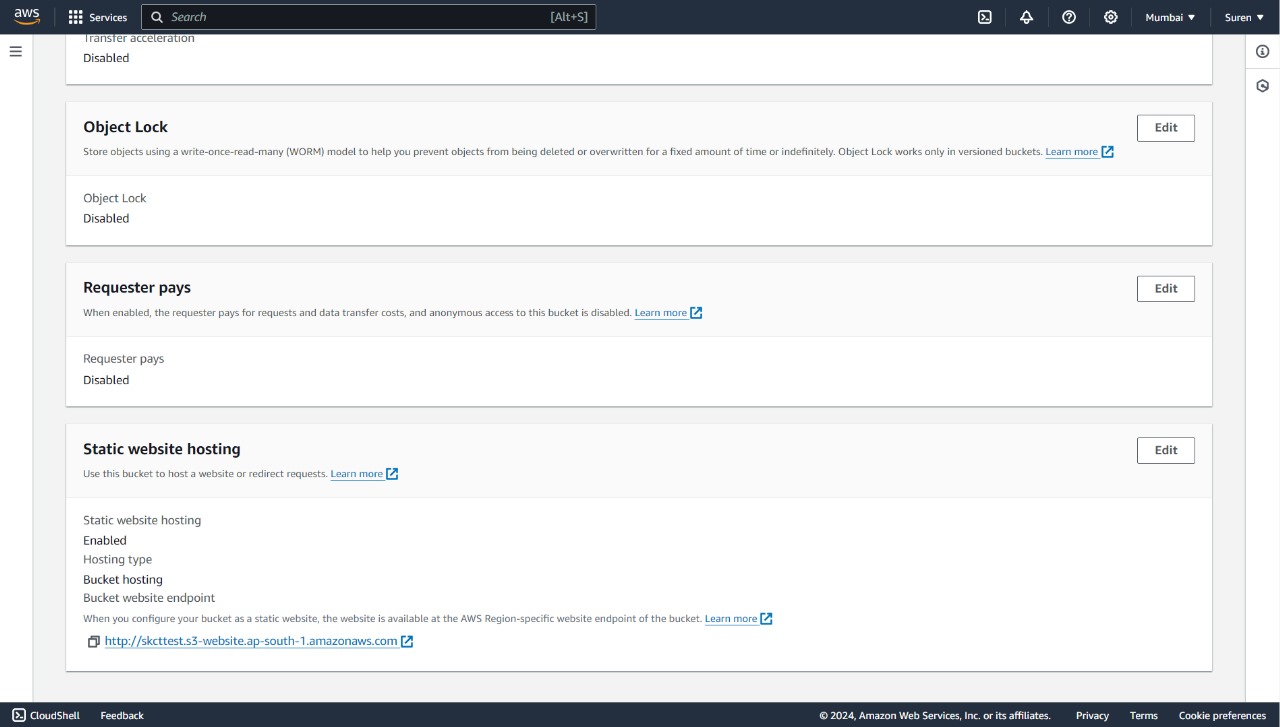 aws
Services
Search [Alt+S]
Mumbai ▼
Suren ▼
Transfer acceleration
Disabled
Object Lock
Edit
Store objects using a write-once-read-many (WORM) model to help you prevent objects from being deleted or overwritten for a fixed amount of time or indefinitely. Object Lock works only in versioned buckets. Learn more
Object Lock
Disabled
Requester pays
Edit
When enabled, the requester pays for requests and data transfer costs, and anonymous access to this bucket is disabled. Learn more
Requester pays
Disabled
Static website hosting
Edit
Use this bucket to host a website or redirect requests. Learn more
Static website hosting
Enabled
Hosting type
Bucket hosting
Bucket website endpoint
When you configure your bucket as a static website, the website is available at the AWS Region-specific website endpoint of the bucket. Learn more
http://skcttest.s3-website.ap-south-1.amazonaws.com
CloudShell
Feedback
© 2024, Amazon Web Services, Inc. or its affiliates.
Privacy
Terms
Cookie preferences